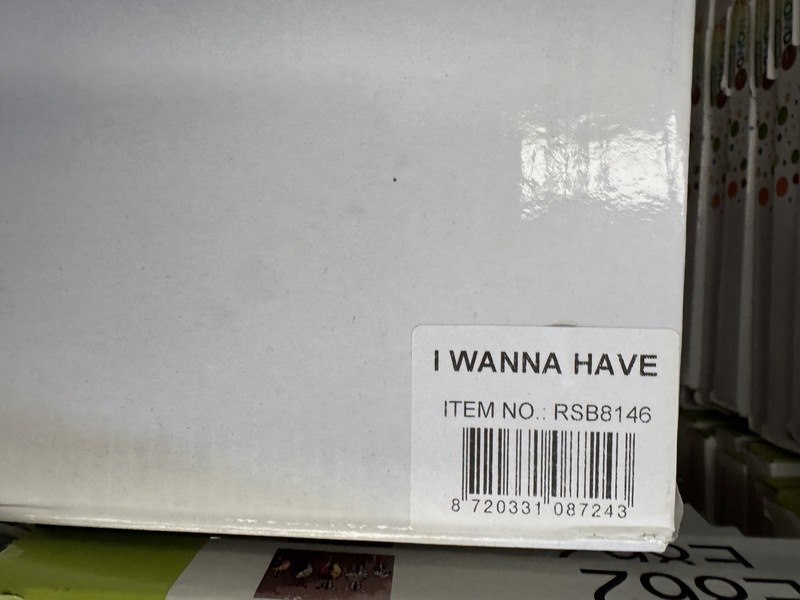 I WANNA HAVE
ITEM NO.: RSB8146
8 720331 087243